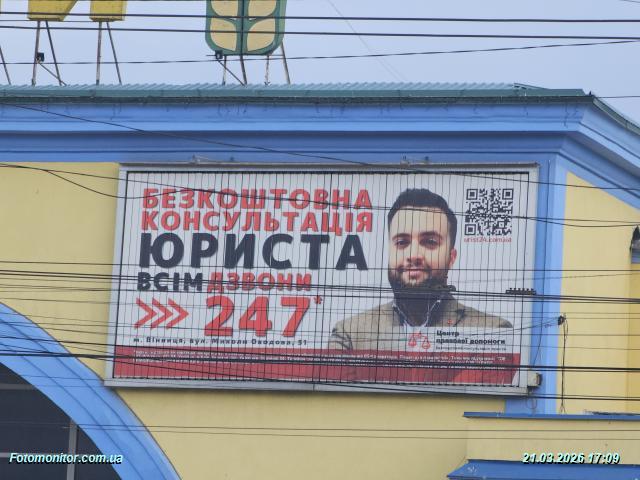 БЕЗКОШТОВНА
КОНСУЛЬТАЦІЯ
ЮРИСТА
ВСІМ ДЗВОНИ
247*
м. Вінниця, вул. Миколи Оводова, 51
urist24.com.ua
Центр
правової допомоги
Fotomonitor.com.ua
21.03.2026 17:09